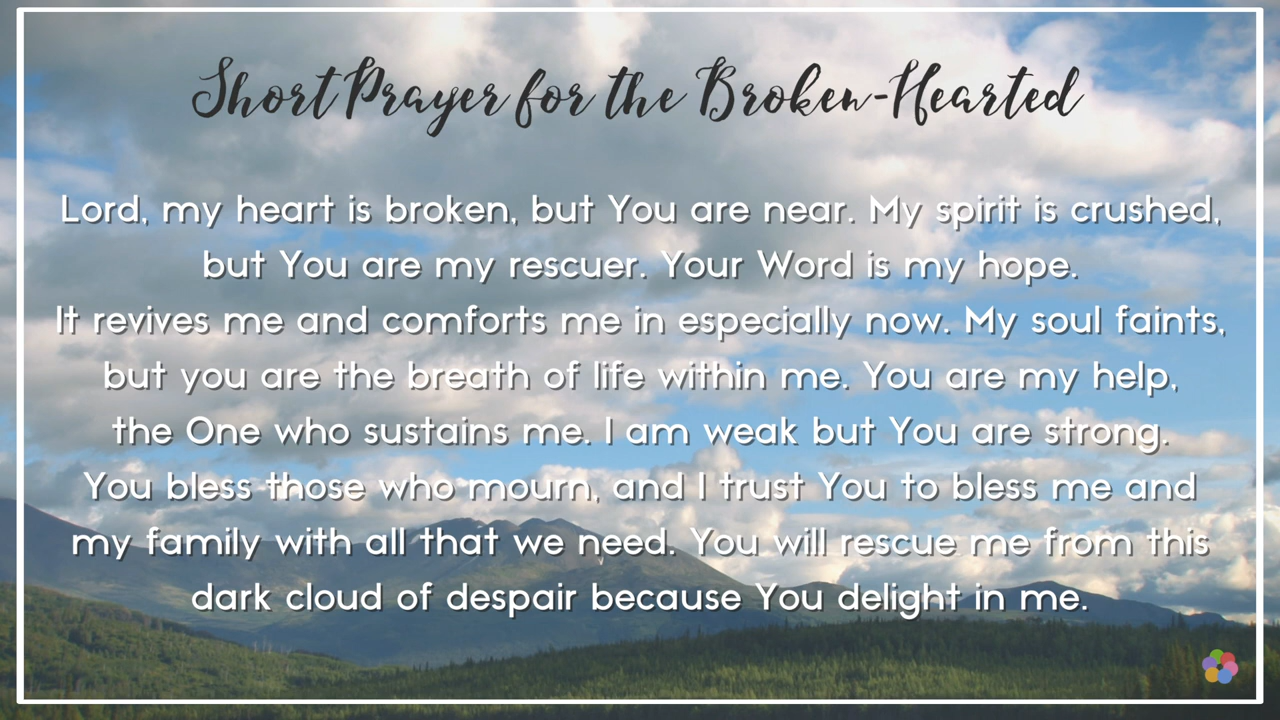 Short Prayer for the Broken-Hearted
Lord, my heart is broken, but You are near. My spirit is crushed,
but You are my rescuer. Your Word is my hope.
It revives me and comforts me in especially now. My soul faints,
but you are the breath of life within me. You are my help,
the One who sustains me. I am weak but You are strong.
You bless those who mourn, and I trust You to bless me and
my family with all that we need. You will rescue me from this
dark cloud of despair because You delight in me.